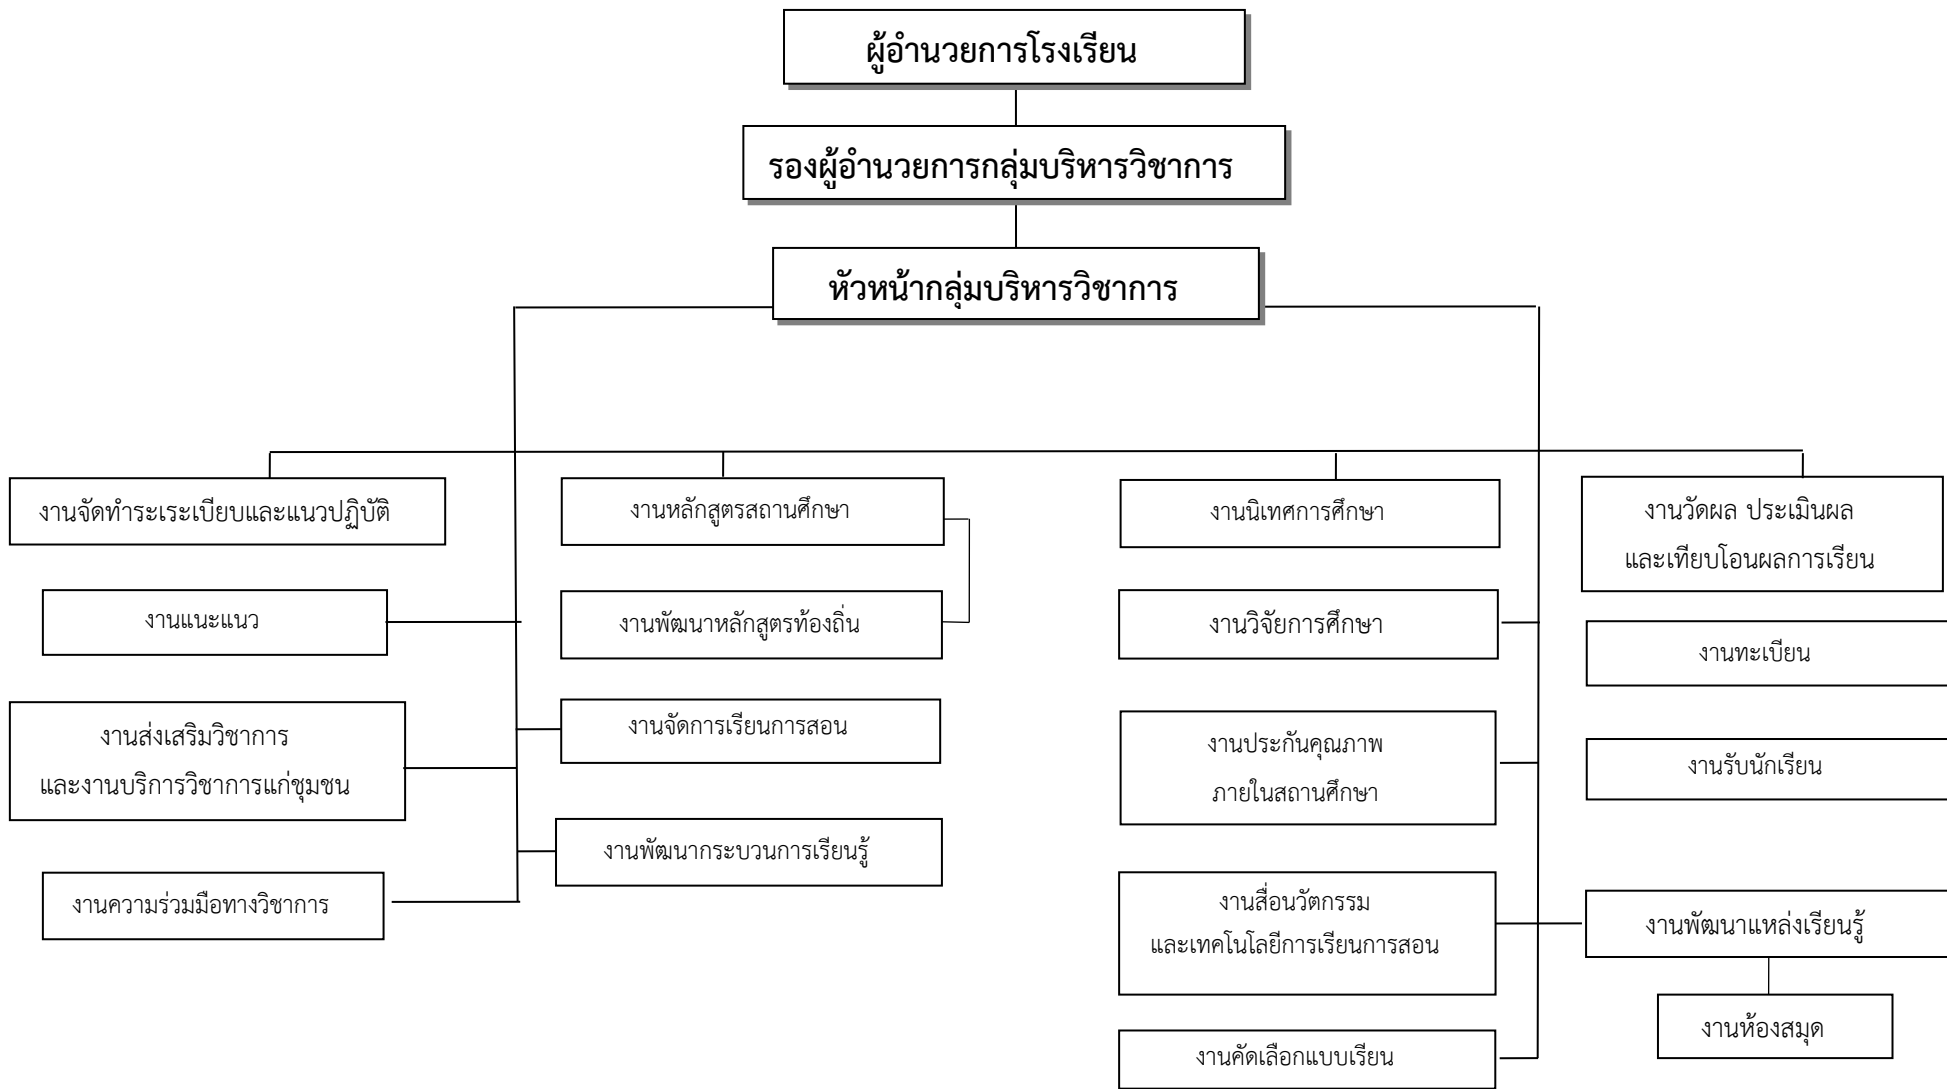 ผู้อำนวยการโรงเรียน
รองผู้อำนวยการกลุ่มบริหารวิชาการ
หัวหน้ากลุ่มบริหารวิชาการ
งานจัดทำระเระเบียบและแนวปฏิบัติ
งานหลักสูตรสถานศึกษา
งานนิเทศการศึกษา
งานวัดผล ประเมินผล
และเทียบโอนผลการเรียน
งานแนะแนว
งานพัฒนาหลักสูตรท้องถิ่น
งานวิจัยการศึกษา
งานทะเบียน
งานส่งเสริมวิชาการ
และงานบริการวิชาการแก่ชุมชน
งานจัดการเรียนการสอน
งานประกันคุณภาพ
ภายในสถานศึกษา
งานรับนักเรียน
งานความร่วมมือทางวิชาการ
งานพัฒนากระบวนการเรียนรู้
งานสื่อนวัตกรรม
และเทคโนโลยีการเรียนการสอน
งานพัฒนาแหล่งเรียนรู้
งานห้องสมุด
งานคัดเลือกแบบเรียน